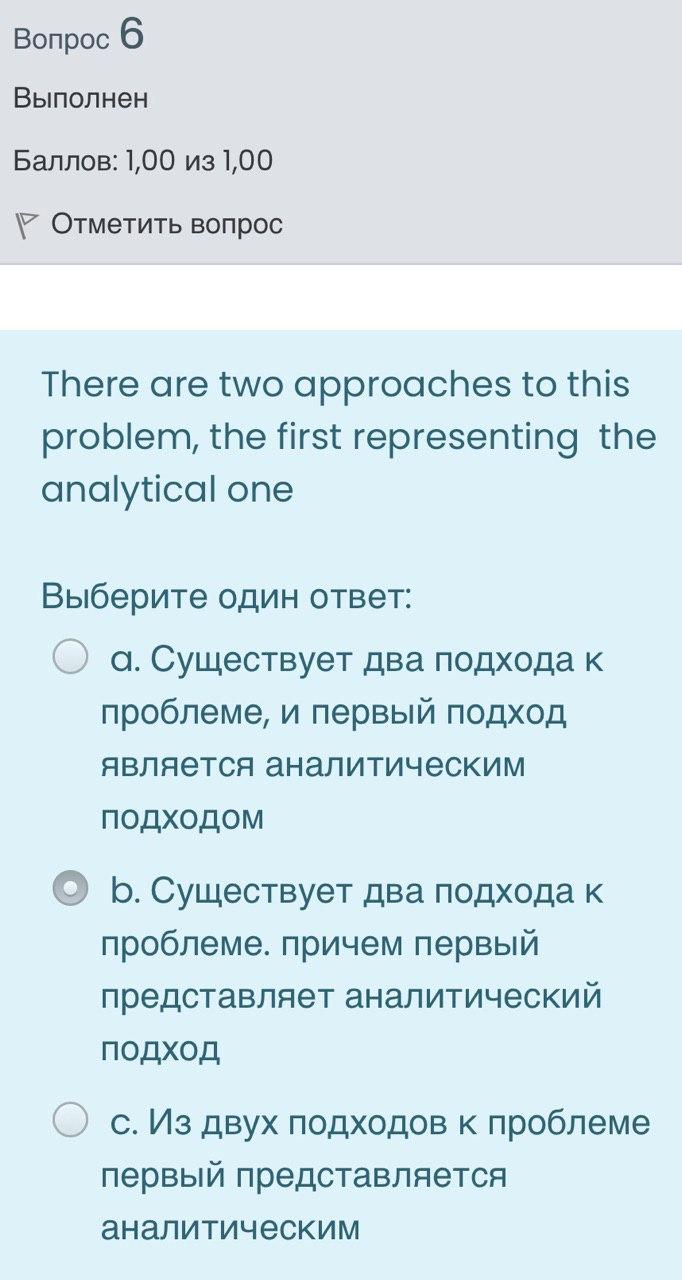 Вопрос 6
Выполнен
Баллов: 1,00 из 1,00
Отметить вопрос
There are two approaches to this
problem, the first representing  the
analytical one
Выберите один ответ:
a. Существует два подхода к
проблеме, и первый подход
является аналитическим
подходом
b. Существует два подхода к
проблеме. причем первый
представляет аналитический
подход
c. Из двух подходов к проблеме
первый представляется
аналитическим